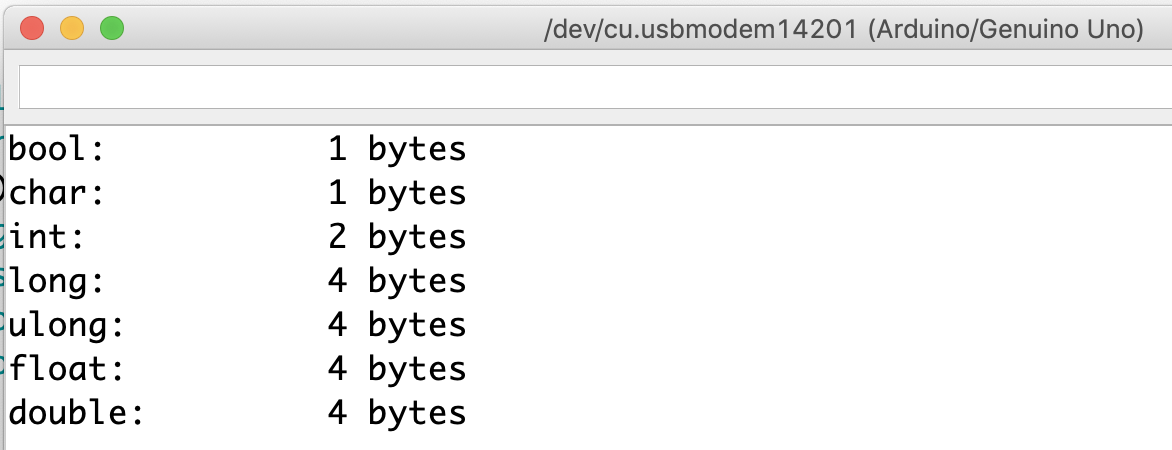 /dev/cu.usbmodem14201 (Arduino/Genuino Uno)
bool: 1 bytes
char: 1 bytes
int: 2 bytes
long: 4 bytes
ulong: 4 bytes
float: 4 bytes
double: 4 bytes